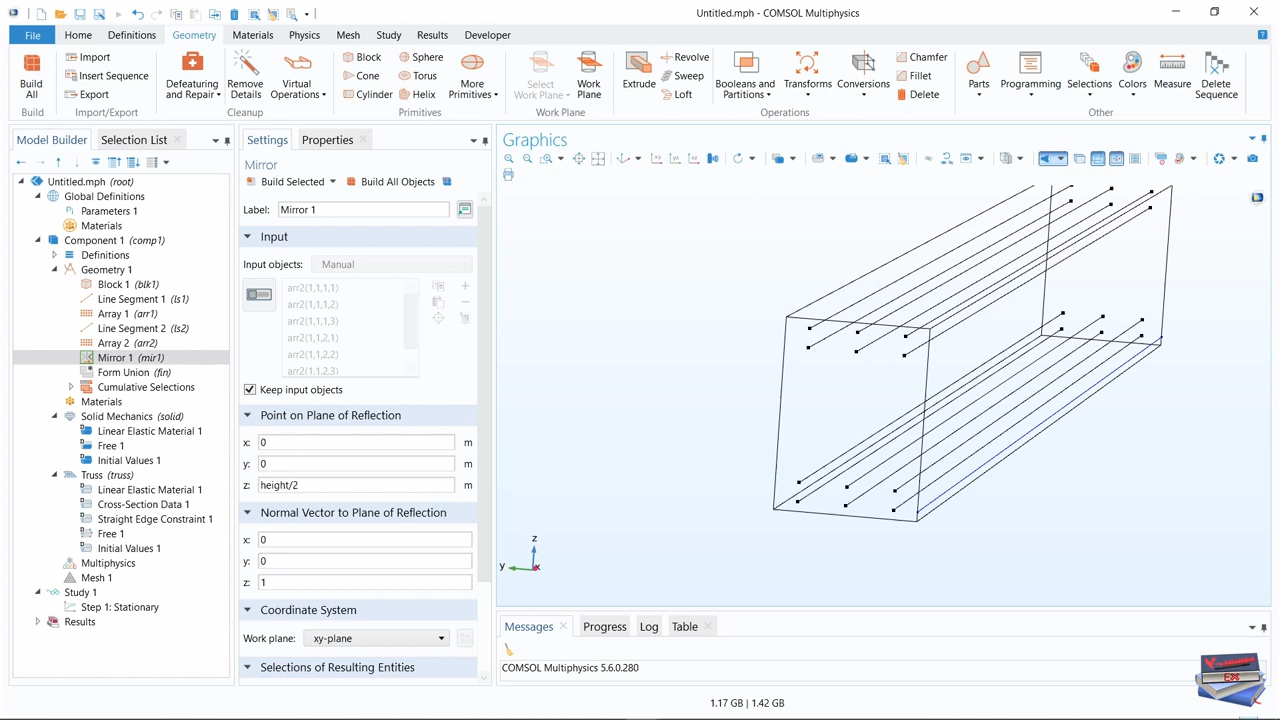 Untitled.mph - COMSOL Multiphysics
File Home Definitions Geometry Materials Physics Mesh Study Results Developer
Build All
Build
Import
Insert Sequence
Export
Import/Export
Defeaturing and Repair
Remove Details
Virtual Operations
Cleanup
Block
Cone
Cylinder
Sphere
Torus
Helix
More Primitives
Primitives
Select Work Plane
Work Plane
Work Plane
Extrude
Revolve
Sweep
Loft
Booleans and Partitions
Transforms
Conversions
Chamfer
Fillet
Delete
Operations
Parts
Programming
Selections
Colors
Measure
Delete Sequence
Other
Model Builder Selection List
Untitled.mph (root)
Global Definitions
Parameters 1
Materials
Component 1 (comp1)
Definitions
Geometry 1
Block 1 (blk1)
Line Segment 1 (ls1)
Array 1 (arr1)
Line Segment 2 (ls2)
Array 2 (arr2)
Mirror 1 (mir1)
Form Union (fin)
Cumulative Selections
Materials
Solid Mechanics (solid)
Linear Elastic Material 1
Free 1
Initial Values 1
Truss (truss)
Linear Elastic Material 1
Cross-Section Data 1
Straight Edge Constraint 1
Free 1
Initial Values 1
Multiphysics
Mesh 1
Study 1
Step 1: Stationary
Results
Settings Properties
Mirror
Build Selected Build All Objects
Label: Mirror 1
Input
Input objects: Manual
arr2(1,1,1,1)
arr2(1,1,1,2)
arr2(1,1,1,3)
arr2(1,1,2,1)
arr2(1,1,2,2)
arr2(1,1,2,3)
Keep input objects
Point on Plane of Reflection
x: 0 m
y: 0 m
z: height/2 m
Normal Vector to Plane of Reflection
x: 0
y: 0
z: 1
Coordinate System
Work plane: xy-plane
Selections of Resulting Entities
Graphics
z
y x
Messages Progress Log Table
COMSOL Multiphysics 5.6.0.280
1.17 GB | 1.42 GB